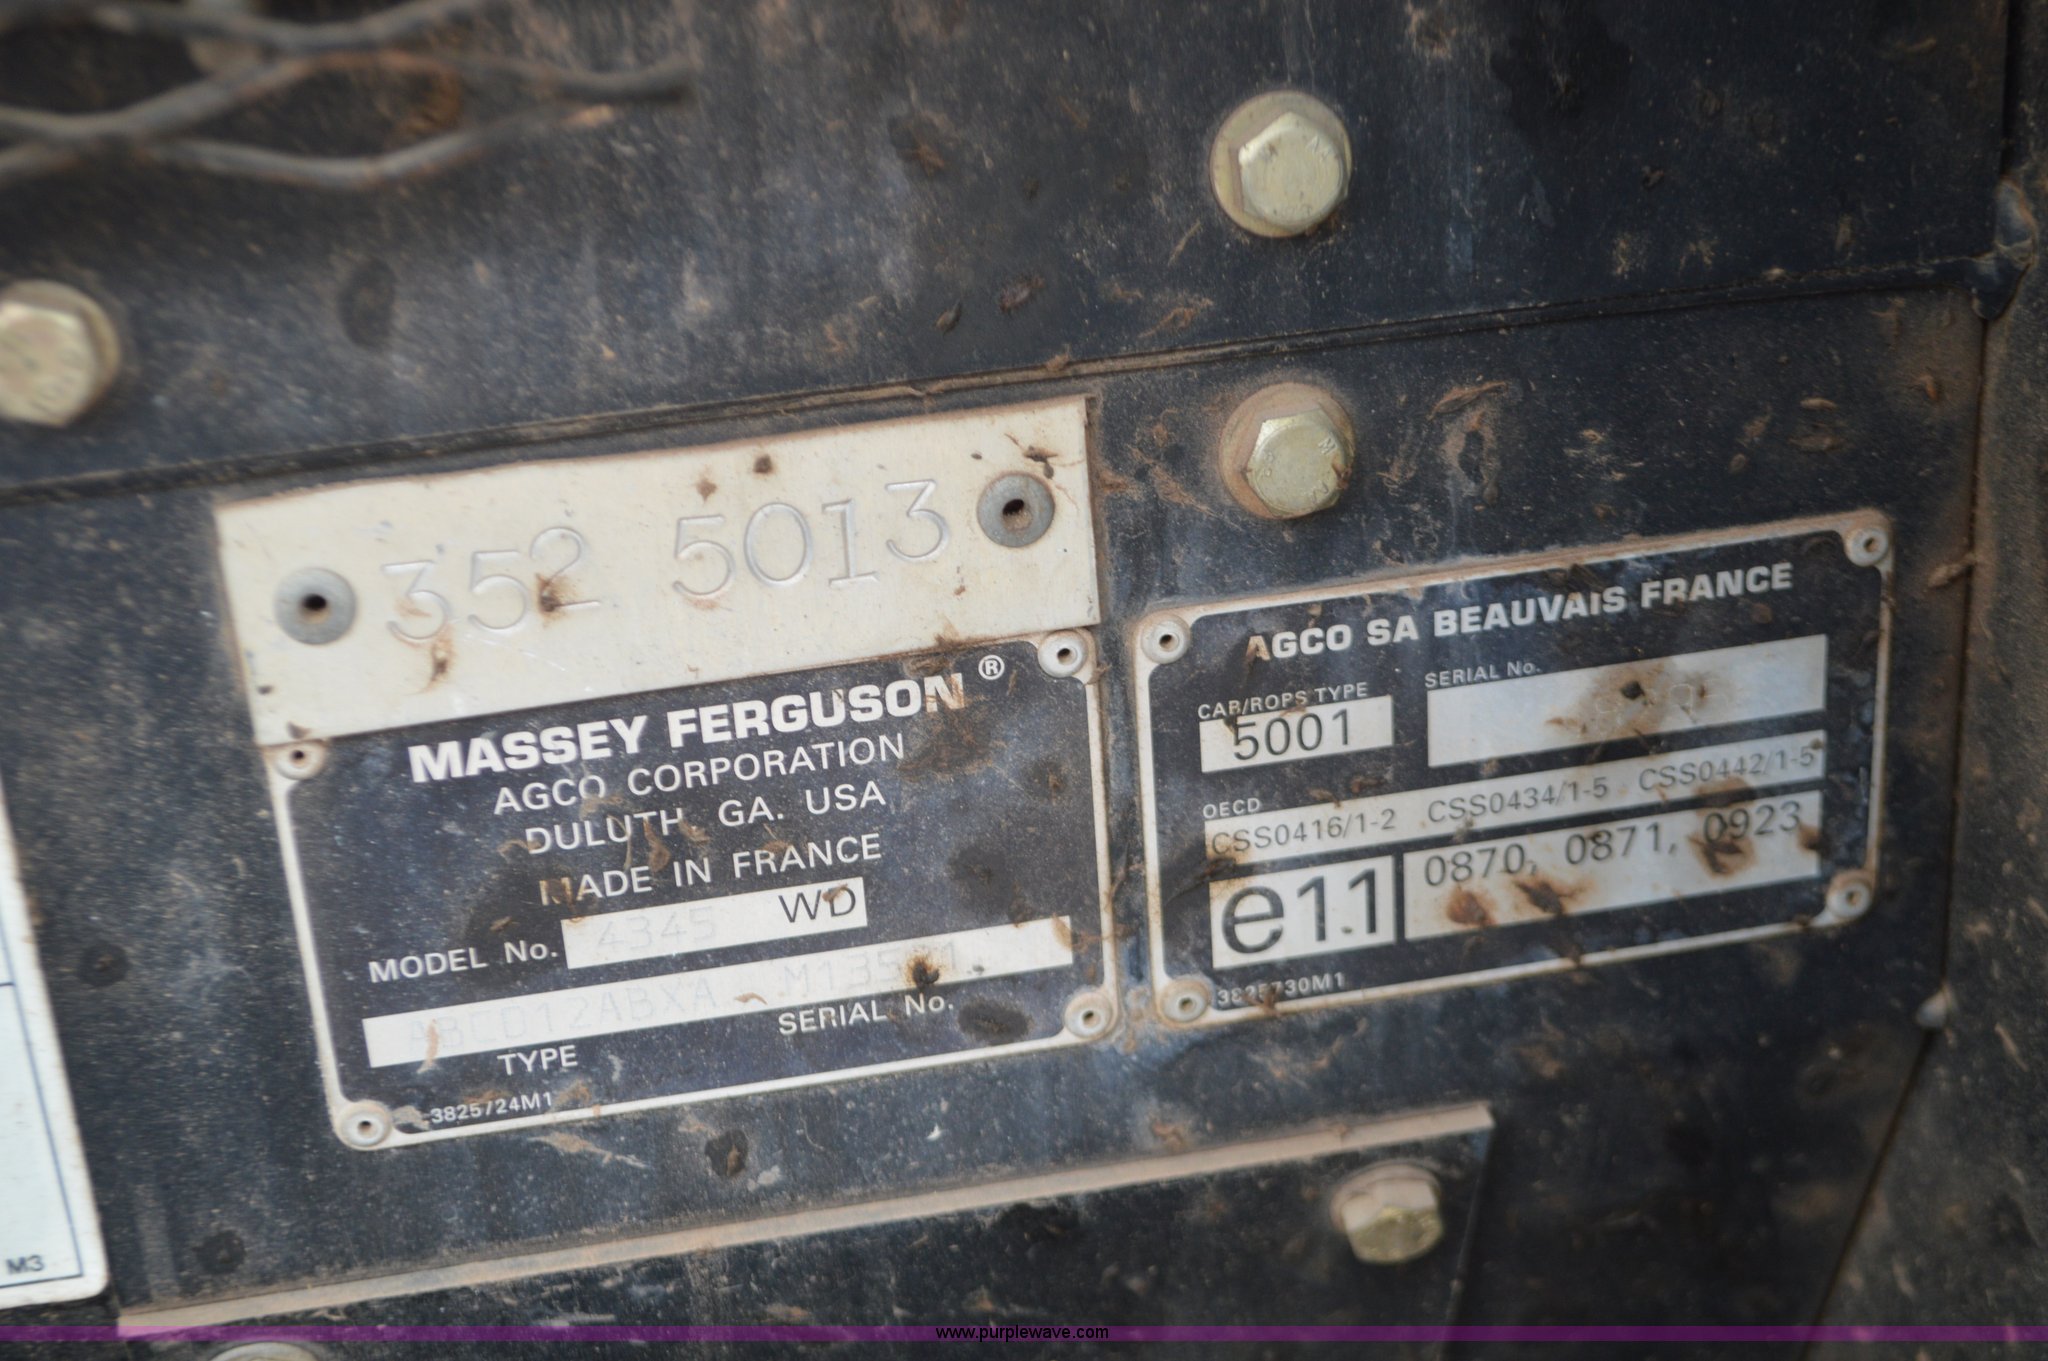 352 5013
MASSEY FERGUSON®
AGCO CORPORATION
DULUTH, GA. USA
MADE IN FRANCE
MODEL No. 4345 WD
ABCD12ABXA
TYPE
SERIAL No.
3825724M1
AGCO SA BEAUVAIS FRANCE
CAB/ROPS TYPE
5001
SERIAL No.
OECD
CSS0416/1-2 CSS0434/1-5 CSS0442/1-5
e11
0870, 0871, 0923
3825730M1
M3
www.purplewave.com